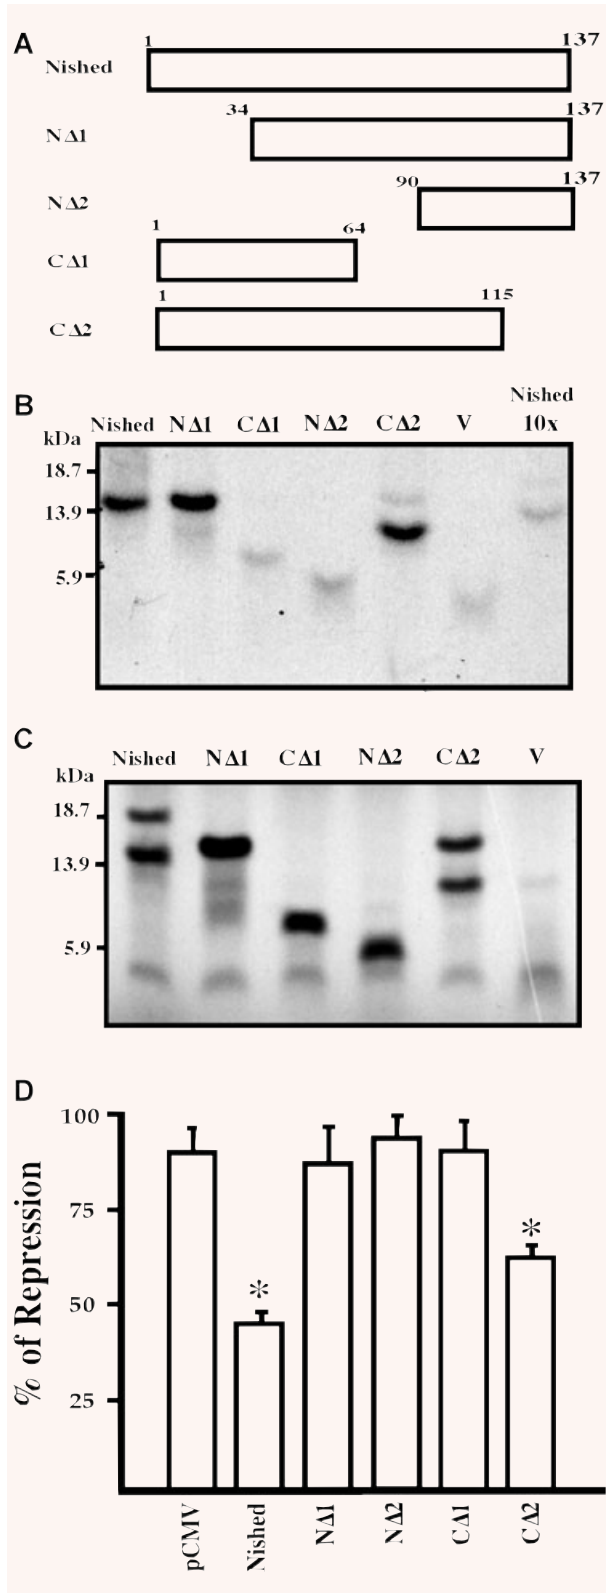 A
1 137
Nished
34 137
NΔ1
90 137
NΔ2
1 64
CΔ1
1 115
CΔ2
B
Nished
kDa Nished NΔ1 CΔ1 NΔ2 CΔ2 V 10x
18.7
13.9
5.9
C
Nished NΔ1 CΔ1 NΔ2 CΔ2 V
kDa
18.7
13.9
5.9
D
% of Repression
100
75
50
25
* *
pCMV Nished NΔ1 NΔ2 CΔ1 CΔ2